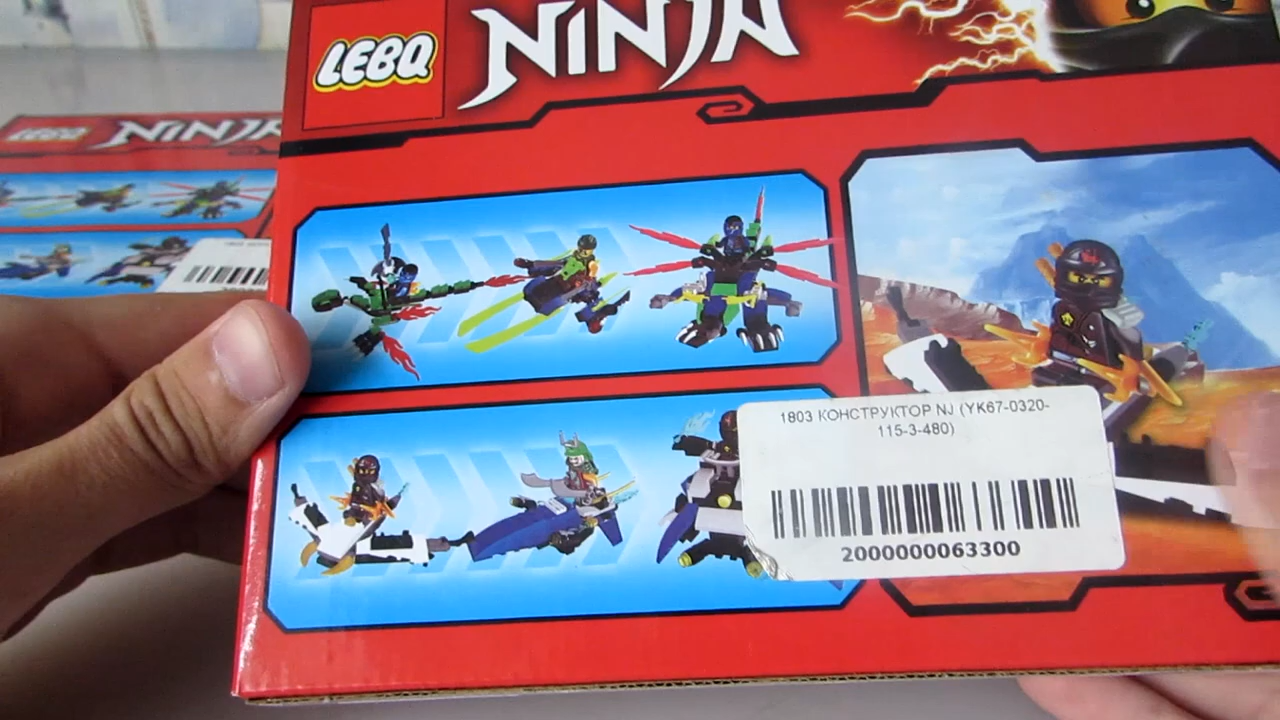 LEBQ
NINJA
LEBQ
NINJA
1803 КОНСТРУКТОР NJ (YK67-0320-
115-3-480)
2000000063300